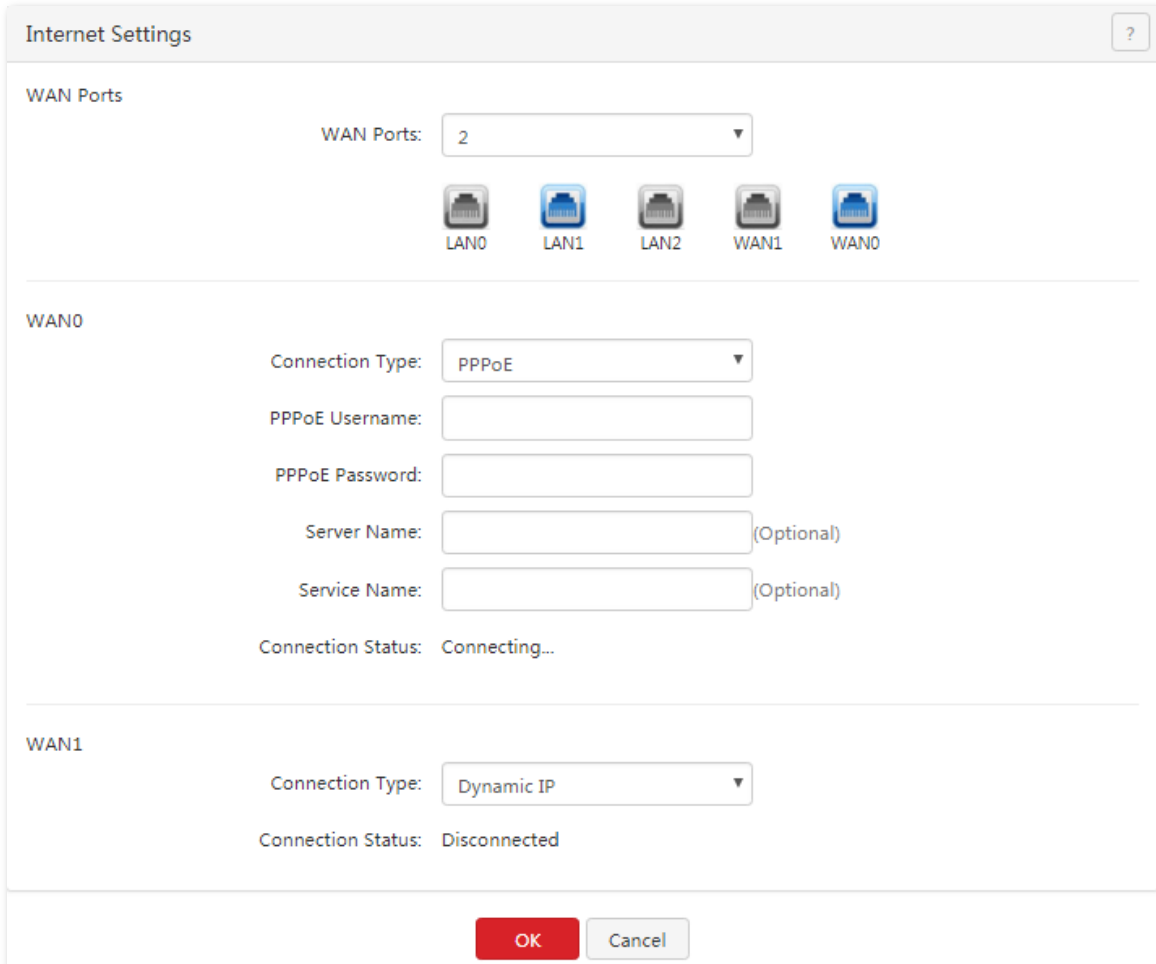 Internet Settings ?
WAN Ports
WAN Ports: 2
LAN0 LAN1 LAN2 WAN1 WAN0
WAN0
Connection Type: PPPoE
PPPoE Username:
PPPoE Password:
Server Name: (Optional)
Service Name: (Optional)
Connection Status: Connecting...
WAN1
Connection Type: Dynamic IP
Connection Status: Disconnected
OK Cancel